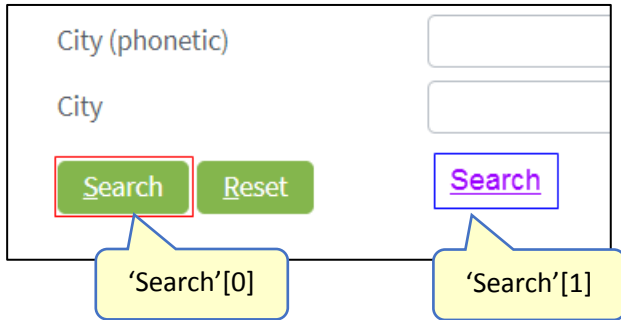 City (phonetic)
City
Search Reset Search
‘Search’[0] ‘Search’[1]